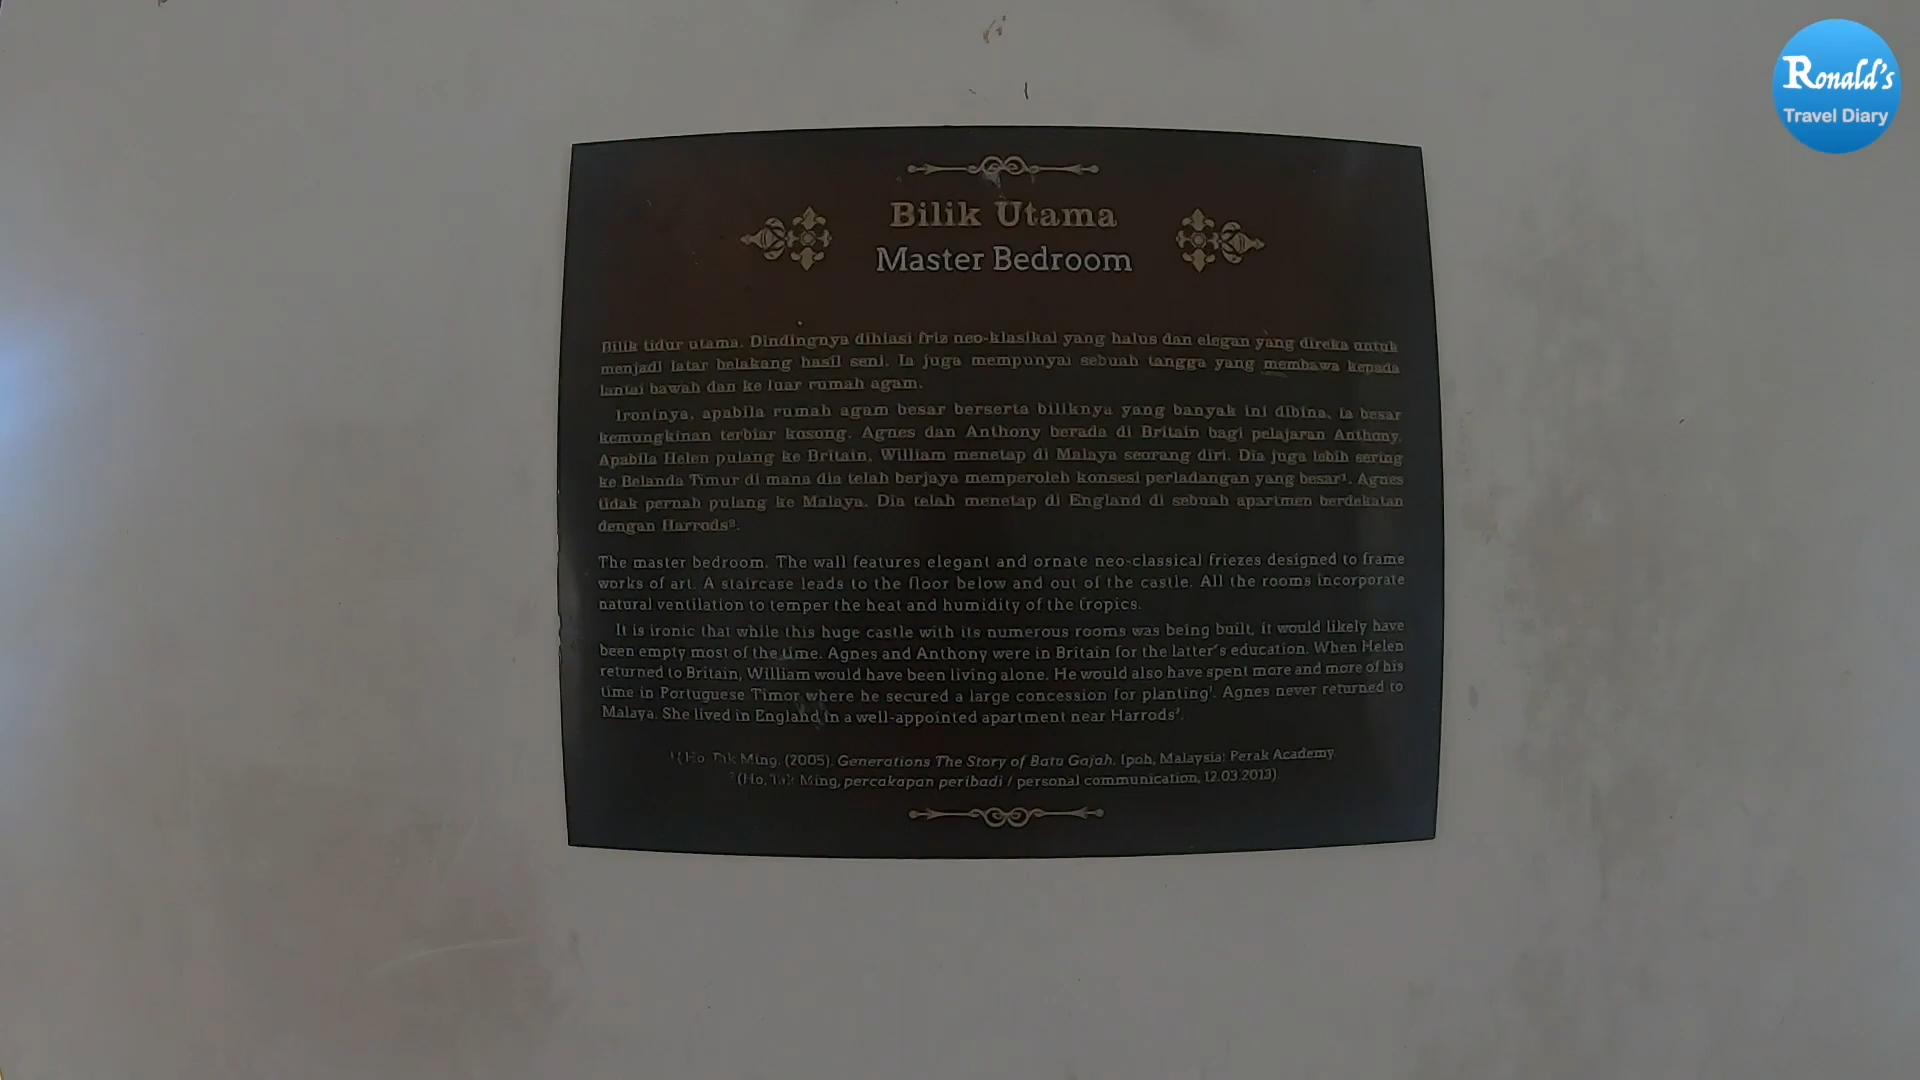 Ronald's
Travel Diary
Bilik Utama
Master Bedroom
Bilik tidur utama. Dindingnya dihiasi friz neo-klasikal yang halus dan elegan yang direka untuk
menjadi latar belakang hasil seni. Ia juga mempunyai sebuah tangga yang membawa kepada
lantai bawah dan ke luar rumah agam.
Ironinya, apabila rumah agam besar berserta biliknya yang banyak ini dibina, ia besar
kemungkinan terbiar kosong. Agnes dan Anthony berada di Britain bagi pelajaran Anthony.
Apabila Helen pulang ke Britain, William menetap di Malaya seorang diri. Dia juga lebih sering
ke Belanda Timur di mana dia telah berjaya memperoleh konsesi perladangan yang besar¹. Agnes
tidak pernah pulang ke Malaya. Dia telah menetap di England di sebuah apartmen berdekatan
dengan Harrods².
The master bedroom. The wall features elegant and ornate neo-classical friezes designed to frame
works of art. A staircase leads to the floor below and out of the castle. All the rooms incorporate
natural ventilation to temper the heat and humidity of the tropics.
It is ironic that while this huge castle with its numerous rooms was being built, it would likely have
been empty most of the time. Agnes and Anthony were in Britain for the latter's education. When Helen
returned to Britain, William would have been living alone. He would also have spent more and more of his
time in Portuguese Timor where he secured a large concession for planting¹. Agnes never returned to
Malaya. She lived in England in a well-appointed apartment near Harrods².
¹(Ho, Tak Ming. (2005). Generations The Story of Batu Gajah. Ipoh, Malaysia: Perak Academy.
²(Ho, Tak Ming, percakapan peribadi / personal communication, 12.03.2013)